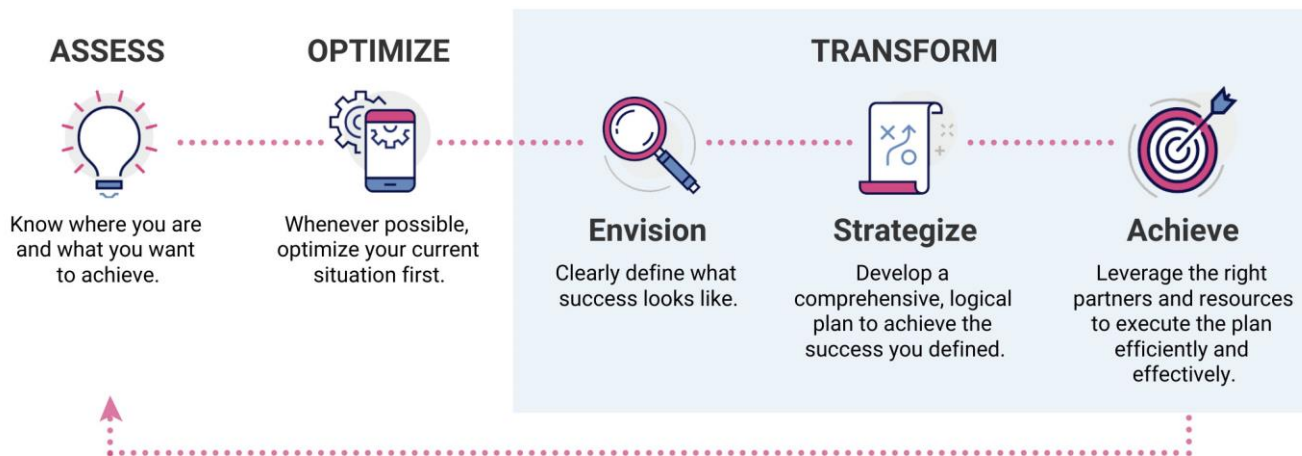 ASSESS
Know where you are
and what you want
to achieve.
OPTIMIZE
Whenever possible,
optimize your current
situation first.
TRANSFORM
Envision
Clearly define what
success looks like.
Strategize
Develop a
comprehensive, logical
plan to achieve the
success you defined.
Achieve
Leverage the right
partners and resources
to execute the plan
efficiently and
effectively.